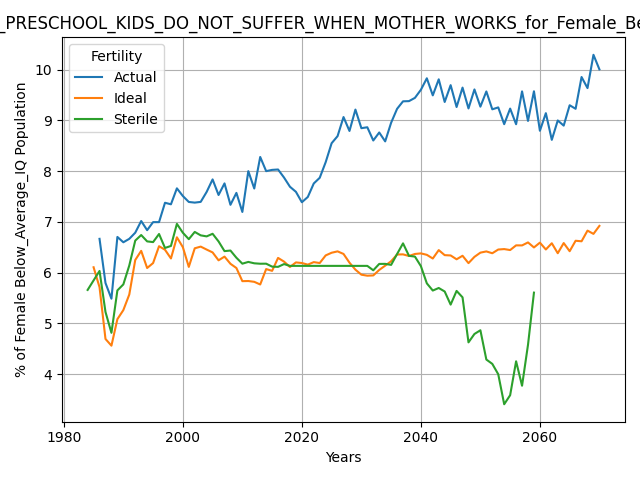 _PRESCHOOL_KIDS_DO_NOT_SUFFER_WHEN_MOTHER_WORKS_for_Female_Be
Fertility
Actual
Ideal
Sterile
% of Female Below_Average_IQ Population
10
9
8
7
6
5
4
1980
2000
2020
2040
2060
Years